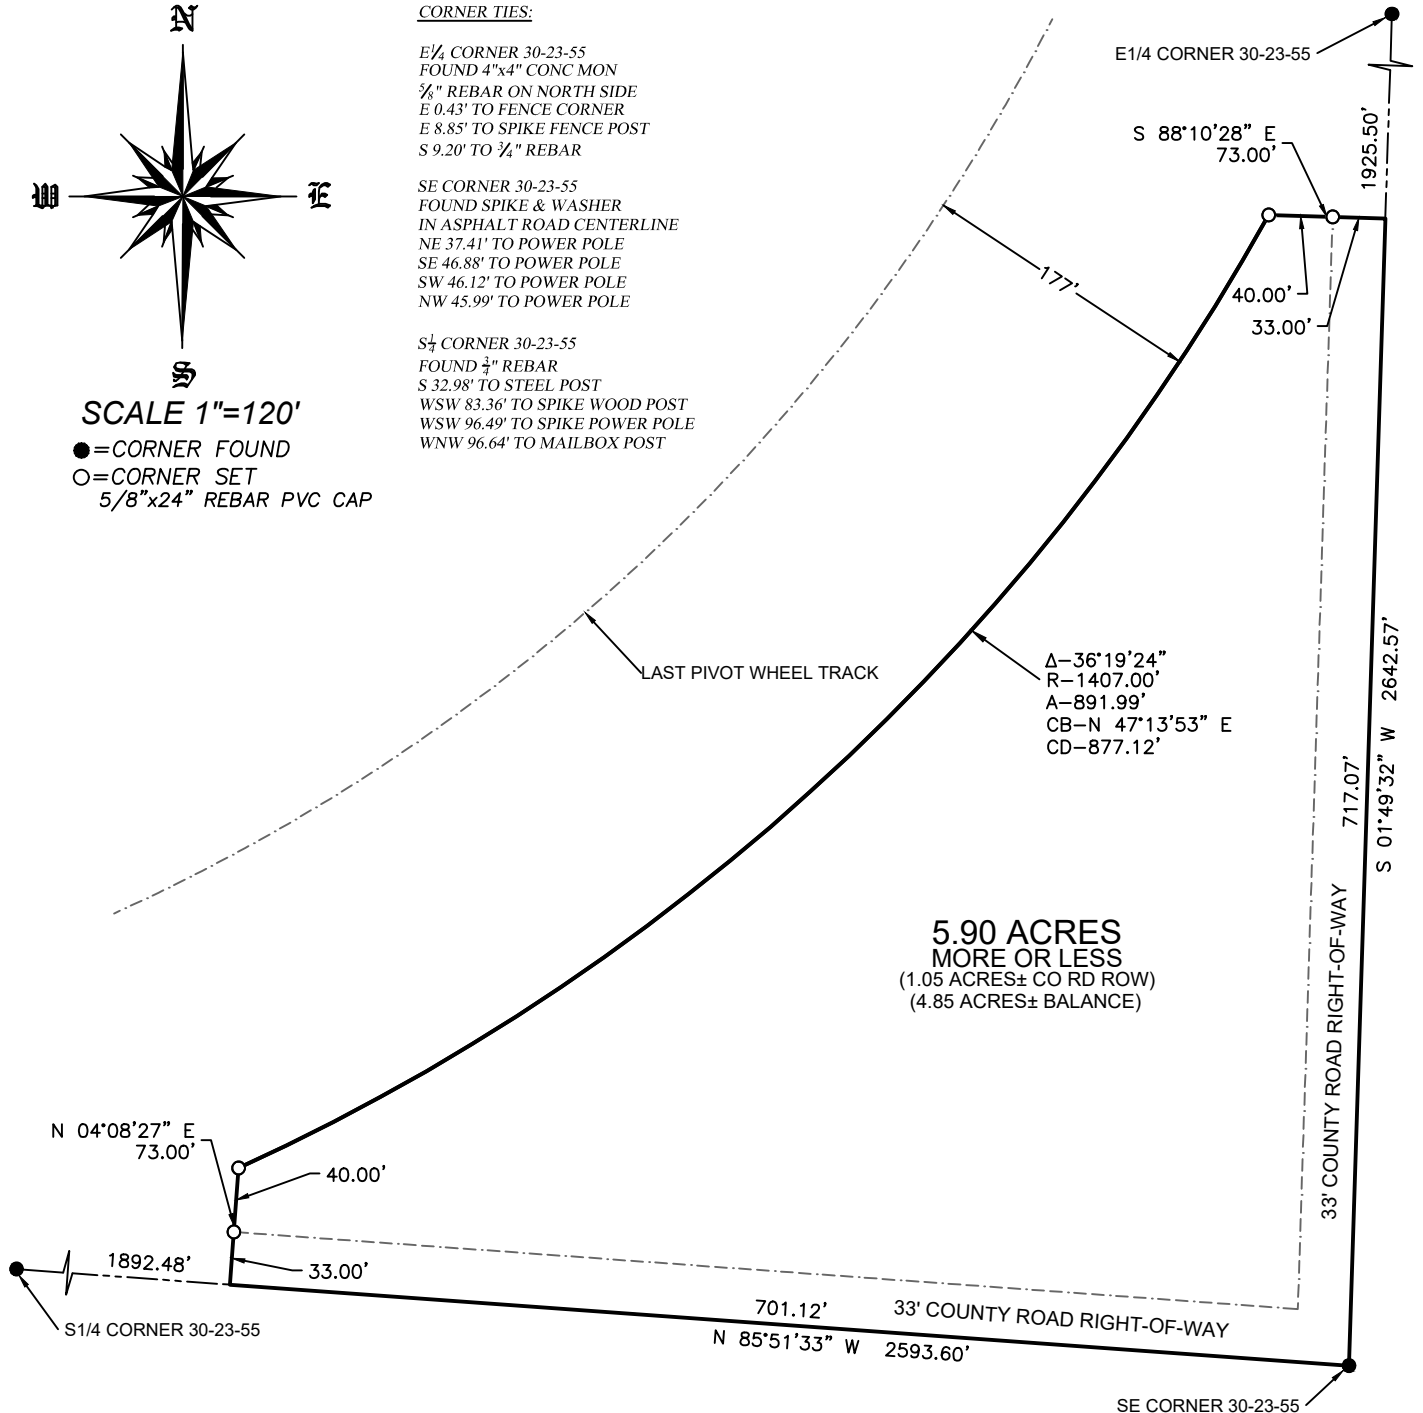 N
W
E
S
SCALE 1"=120'
●=CORNER FOUND
○=CORNER SET
5/8"x24" REBAR PVC CAP
CORNER TIES:
E¼ CORNER 30-23-55
FOUND 4"x4" CONC MON
⅝" REBAR ON NORTH SIDE
E 0.43' TO FENCE CORNER
E 8.85' TO SPIKE FENCE POST
S 9.20' TO ¾" REBAR
SE CORNER 30-23-55
FOUND SPIKE & WASHER
IN ASPHALT ROAD CENTERLINE
NE 37.41' TO POWER POLE
SE 46.88' TO POWER POLE
SW 46.12' TO POWER POLE
NW 45.99' TO POWER POLE
S¼ CORNER 30-23-55
FOUND ¾" REBAR
S 32.98' TO STEEL POST
WSW 83.36' TO SPIKE WOOD POST
WSW 96.49' TO SPIKE POWER POLE
WNW 96.64' TO MAILBOX POST
E1/4 CORNER 30-23-55
1925.50'
S 88°10'28" E
73.00'
40.00'
33.00'
177'
LAST PIVOT WHEEL TRACK
Δ-36°19'24"
R-1407.00'
A-891.99'
CB-N 47°13'53" E
CD-877.12'
717.07'
S 01°49'32" W 2642.57'
33' COUNTY ROAD RIGHT-OF-WAY
5.90 ACRES
MORE OR LESS
(1.05 ACRES± CO RD ROW)
(4.85 ACRES± BALANCE)
N 04°08'27" E
73.00'
40.00'
33.00'
1892.48'
S1/4 CORNER 30-23-55
701.12'
33' COUNTY ROAD RIGHT-OF-WAY
N 85°51'33" W 2593.60'
SE CORNER 30-23-55